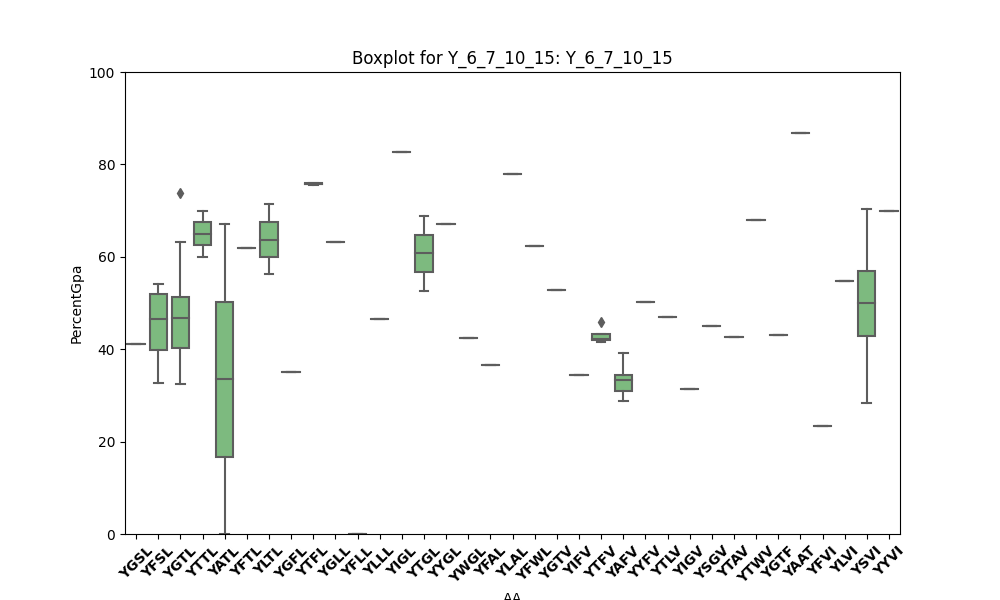 Boxplot for Y_6_7_10_15: Y_6_7_10_15
PercentGpa
100
80
60
40
20
0
YGSL YFSL YGTL YTTL YATL YFTL YLTL YGFL YTFL YGLL YFLL YLLL YIGL YTGL YYGL YWGL YFAL YLAL YFWL YGTV YIFV YTFV YAFV YYFV YTLV YIGV YSGV YTAV YTWV YGTF YAAT YFVI YLVI YSVI YYVI
AA